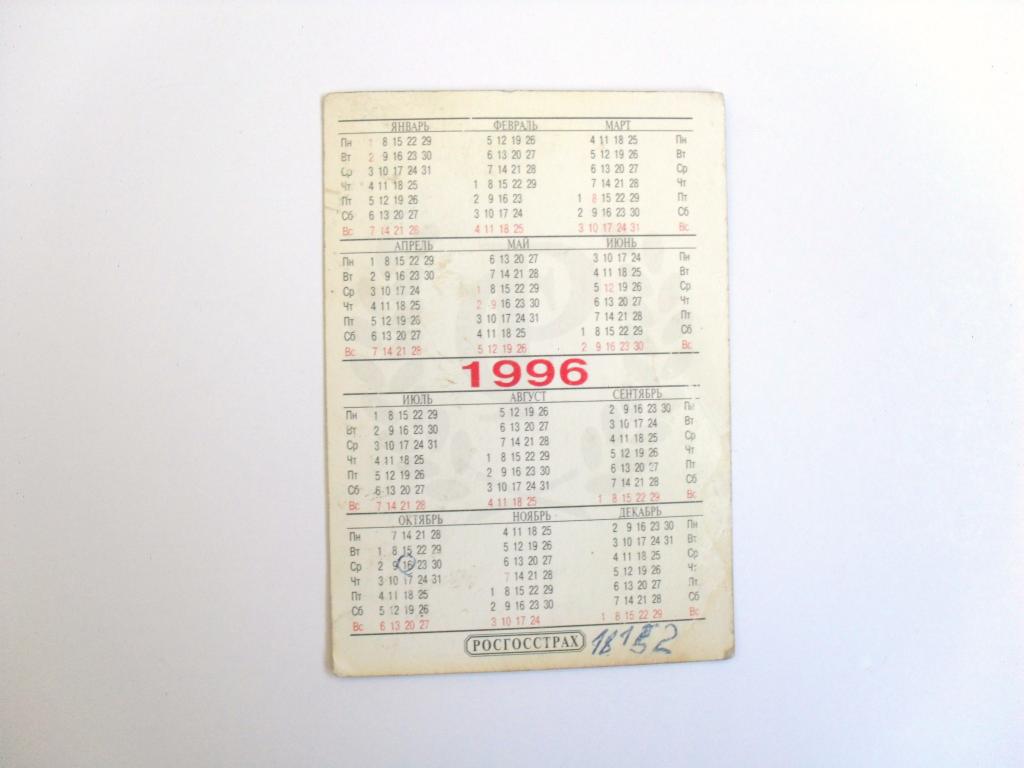 ЯНВАРЬ ФЕВРАЛЬ МАРТ
Пн 1 8 15 22 29 5 12 19 26 4 11 18 25 Пн
Вт 2 9 16 23 30 6 13 20 27 5 12 19 26 Вт
Ср 3 10 17 24 31 7 14 21 28 6 13 20 27 Ср
Чт 4 11 18 25 1 8 15 22 29 7 14 21 28 Чт
Пт 5 12 19 26 2 9 16 23 1 8 15 22 29 Пт
Сб 6 13 20 27 3 10 17 24 2 9 16 23 30 Сб
Вс 7 14 21 28 4 11 18 25 3 10 17 24 31 Вс
АПРЕЛЬ МАЙ ИЮНЬ
Пн 1 8 15 22 29 6 13 20 27 3 10 17 24 Пн
Вт 2 9 16 23 30 7 14 21 28 4 11 18 25 Вт
Ср 3 10 17 24 1 8 15 22 29 5 12 19 26 Ср
Чт 4 11 18 25 2 9 16 23 30 6 13 20 27 Чт
Пт 5 12 19 26 3 10 17 24 31 7 14 21 28 Пт
Сб 6 13 20 27 4 11 18 25 1 8 15 22 29 Сб
Вс 7 14 21 28 5 12 19 26 2 9 16 23 30 Вс
1996
ИЮЛЬ АВГУСТ СЕНТЯБРЬ
Пн 1 8 15 22 29 5 12 19 26 2 9 16 23 30 Пн
Вт 2 9 16 23 30 6 13 20 27 3 10 17 24 Вт
Ср 3 10 17 24 31 7 14 21 28 4 11 18 25 Ср
Чт 4 11 18 25 1 8 15 22 29 5 12 19 26 Чт
Пт 5 12 19 26 2 9 16 23 30 6 13 20 27 Пт
Сб 6 13 20 27 3 10 17 24 31 7 14 21 28 Сб
Вс 7 14 21 28 4 11 18 25 1 8 15 22 29 Вс
ОКТЯБРЬ НОЯБРЬ ДЕКАБРЬ
Пн 7 14 21 28 4 11 18 25 2 9 16 23 30 Пн
Вт 1 8 15 22 29 5 12 19 26 3 10 17 24 31 Вт
Ср 2 9 16 23 30 6 13 20 27 4 11 18 25 Ср
Чт 3 10 17 24 31 7 14 21 28 5 12 19 26 Чт
Пт 4 11 18 25 1 8 15 22 29 6 13 20 27 Пт
Сб 5 12 19 26 2 9 16 23 30 7 14 21 28 Сб
Вс 6 13 20 27 3 10 17 24 1 8 15 22 29 Вс
РОСГОССТРАХ